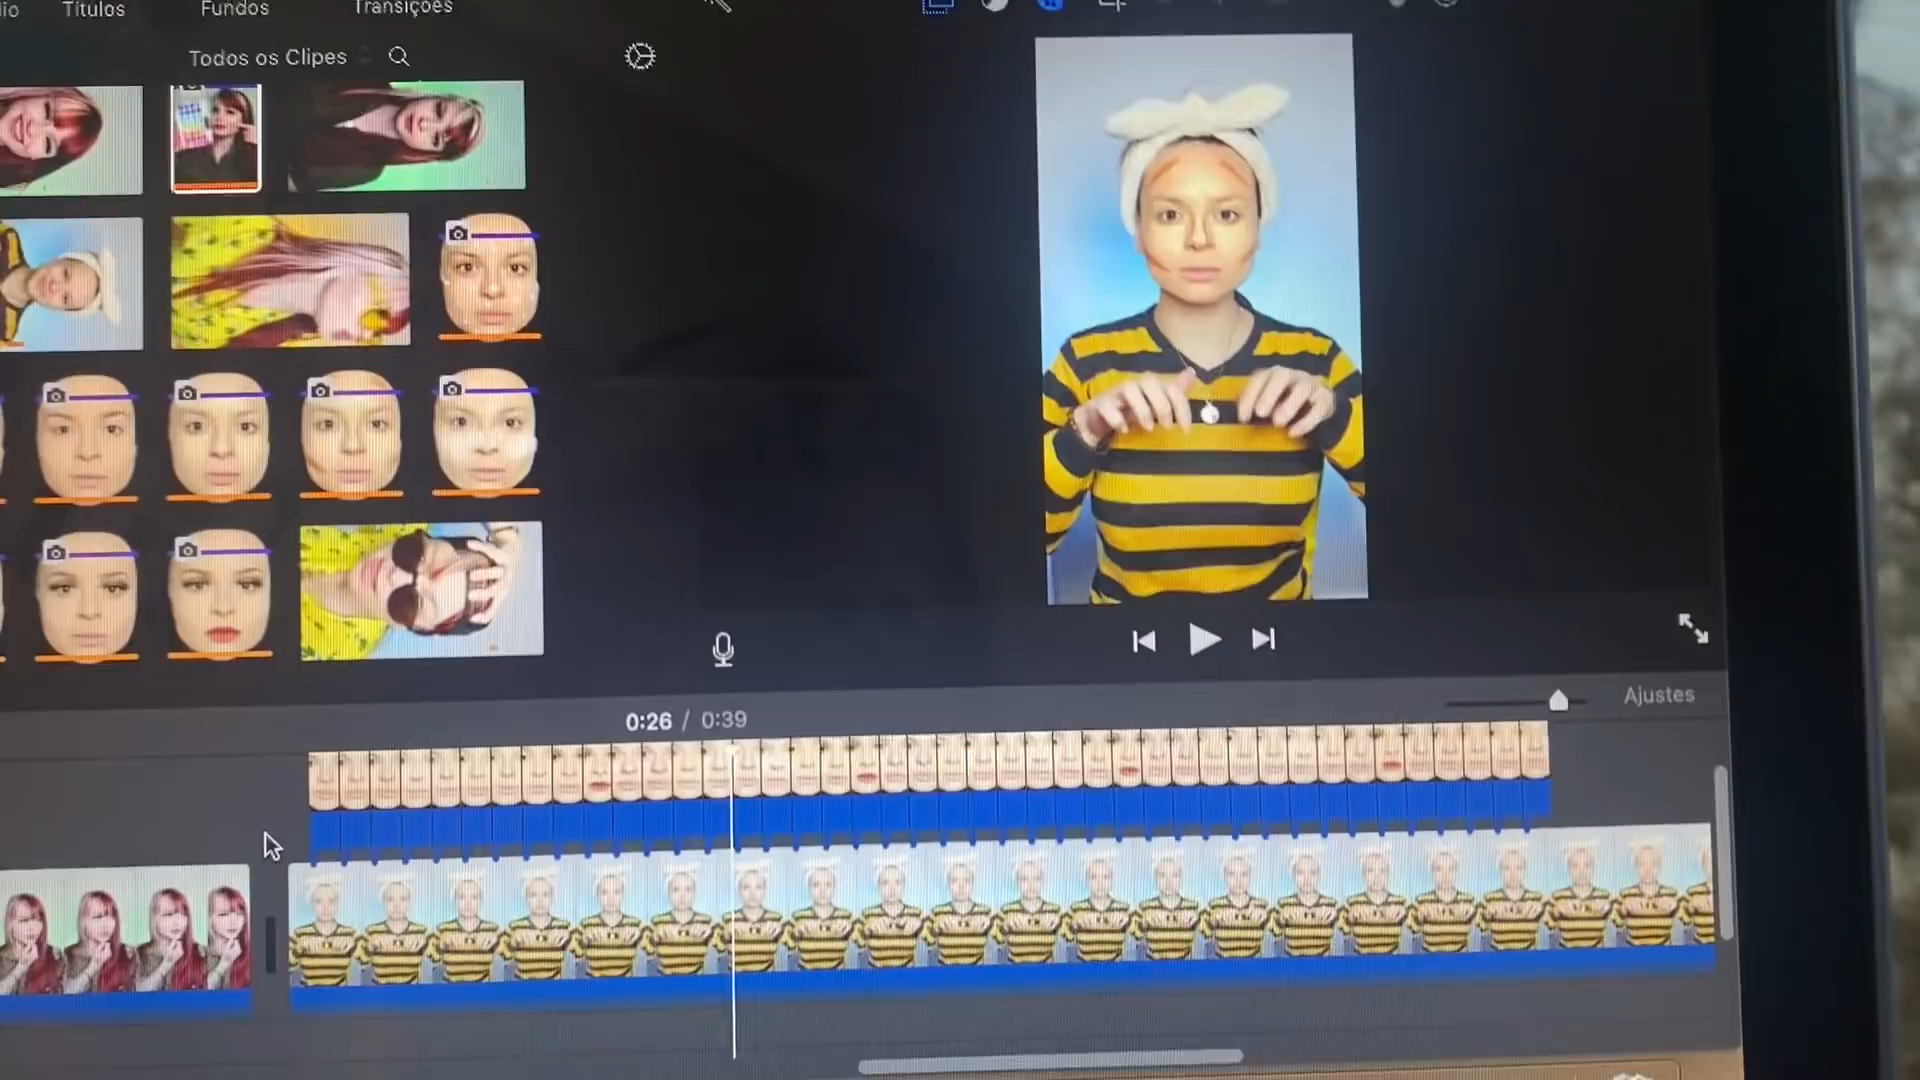 Títulos
Fundos
Transições
Todos os Clipes
0:26 / 0:39
Ajustes